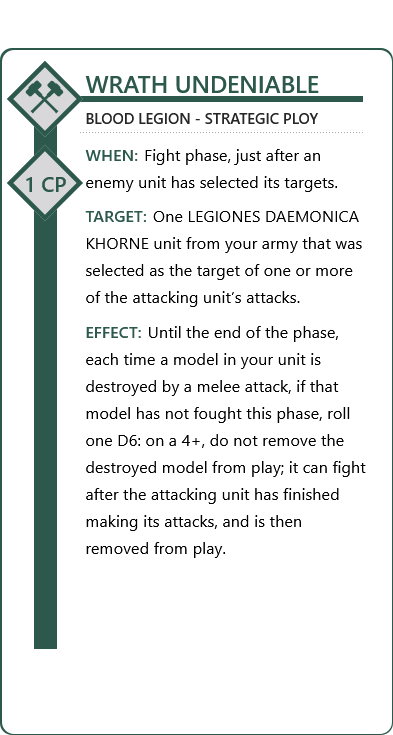 WRATH UNDENIABLE
BLOOD LEGION - STRATEGIC PLOY
WHEN: Fight phase, just after an
1 CP
enemy unit has selected its targets.
TARGET: One LEGIONES DAEMONICA
KHORNE unit from your army that was
selected as the target of one or more
of the attacking unit's attacks.
EFFECT: Until the end of the phase,
each time a model in your unit is
destroyed by a melee attack, if that
model has not fought this phase, roll
one D6: on a 4+, do not remove the
destroyed model from play; it can fight
after the attacking unit has finished
making its attacks, and is then
removed from play.